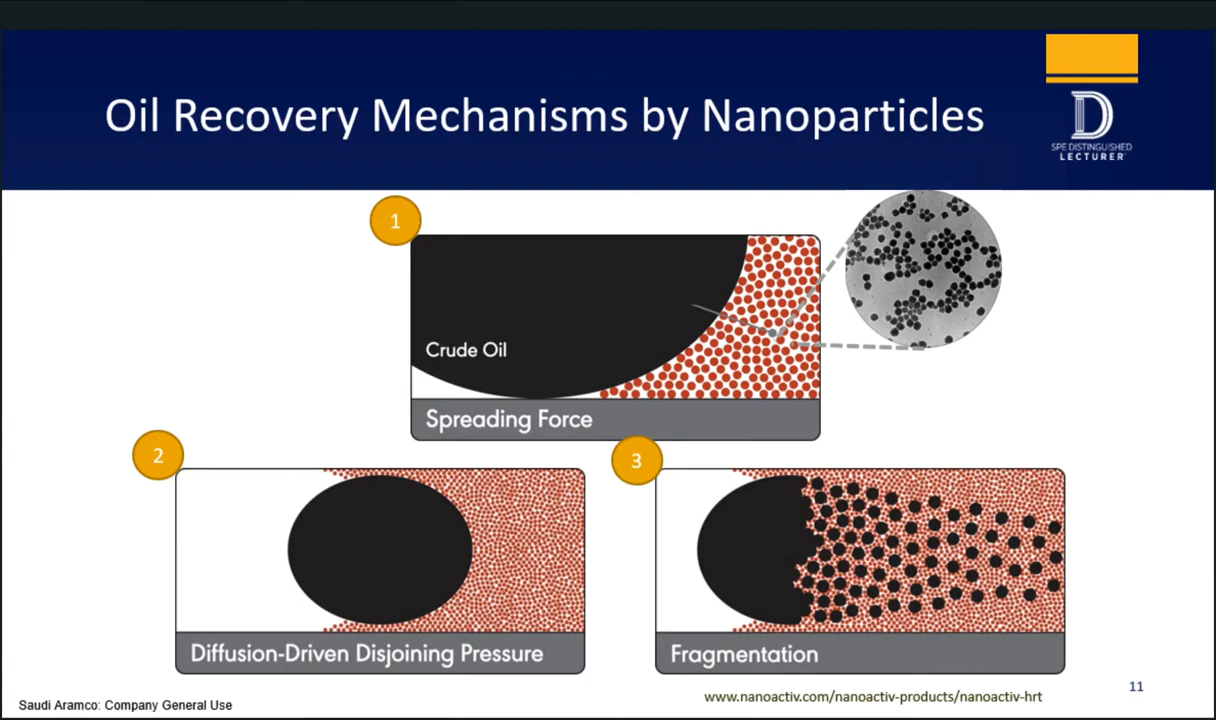 Oil Recovery Mechanisms by Nanoparticles
D
SPE DISTINGUISHED
LECTURER
1
Crude Oil
Spreading Force
2
Diffusion-Driven Disjoining Pressure
3
Fragmentation
www.nanoactiv.com/nanoactiv-products/nanoactiv-hrt
11
Saudi Aramco: Company General Use